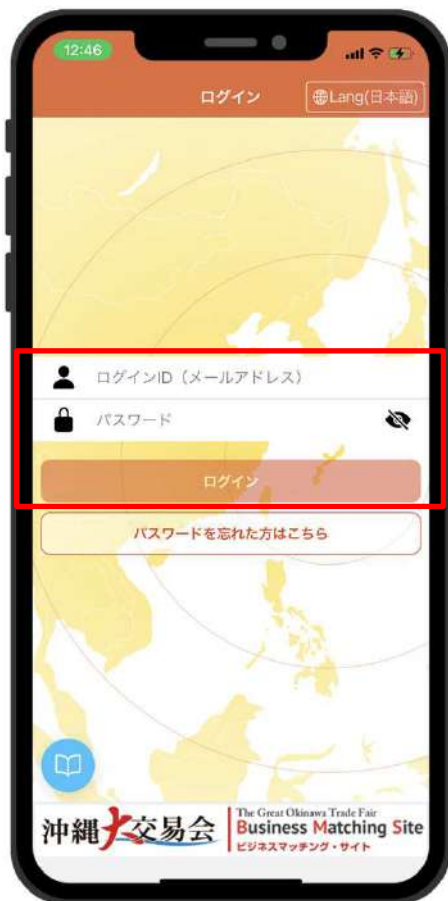 12:46
ログイン
Lang(日本語)
ログインID（メールアドレス）
パスワード
ログイン
パスワードを忘れた方はこちら
沖縄大交易会
The Great Okinawa Trade Fair
Business Matching Site
ビジネスマッチング・サイト